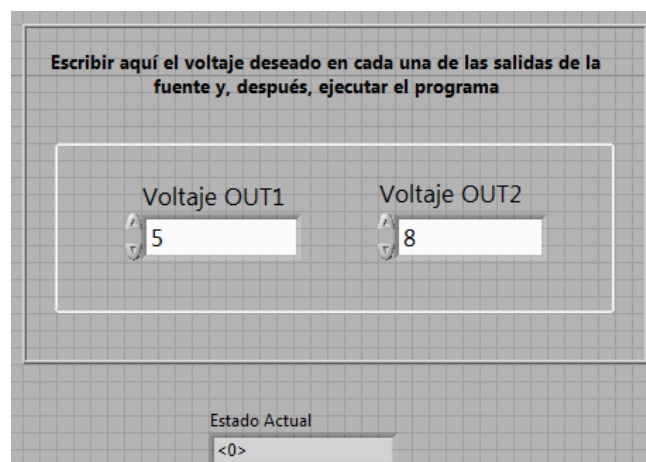 Escribir aquí el voltaje deseado en cada una de las salidas de la
fuente y, después, ejecutar el programa
Voltaje OUT1
Voltaje OUT2
5
8
Estado Actual
<0>